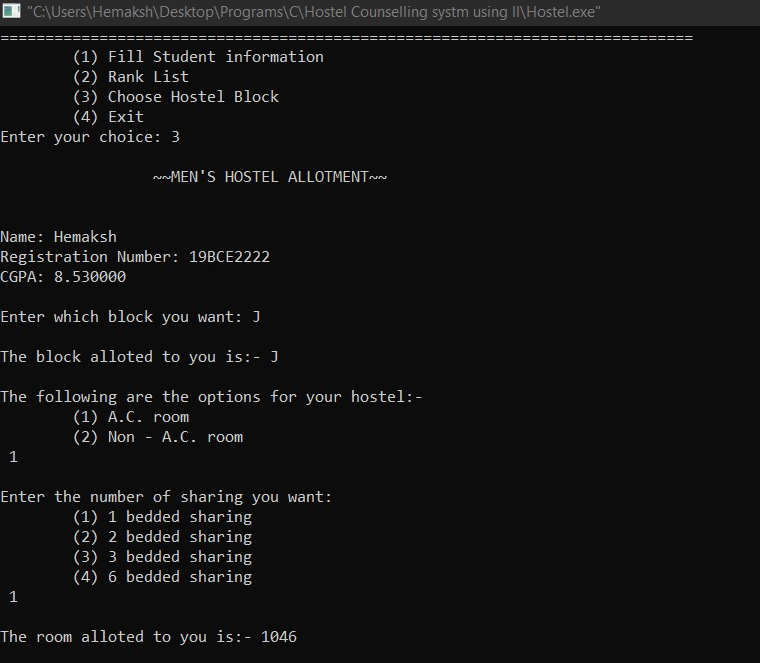 "C:\Users\Hemaksh\Desktop\Programs\C\Hostel Counselling systm using ll\Hostel.exe"
=============================================================================
(1) Fill Student information
(2) Rank List
(3) Choose Hostel Block
(4) Exit
Enter your choice: 3
~~MEN'S HOSTEL ALLOTMENT~~
Name: Hemaksh
Registration Number: 19BCE2222
CGPA: 8.530000
Enter which block you want: J
The block alloted to you is:- J
The following are the options for your hostel:-
(1) A.C. room
(2) Non - A.C. room
1
Enter the number of sharing you want:
(1) 1 bedded sharing
(2) 2 bedded sharing
(3) 3 bedded sharing
(4) 6 bedded sharing
1
The room alloted to you is:- 1046